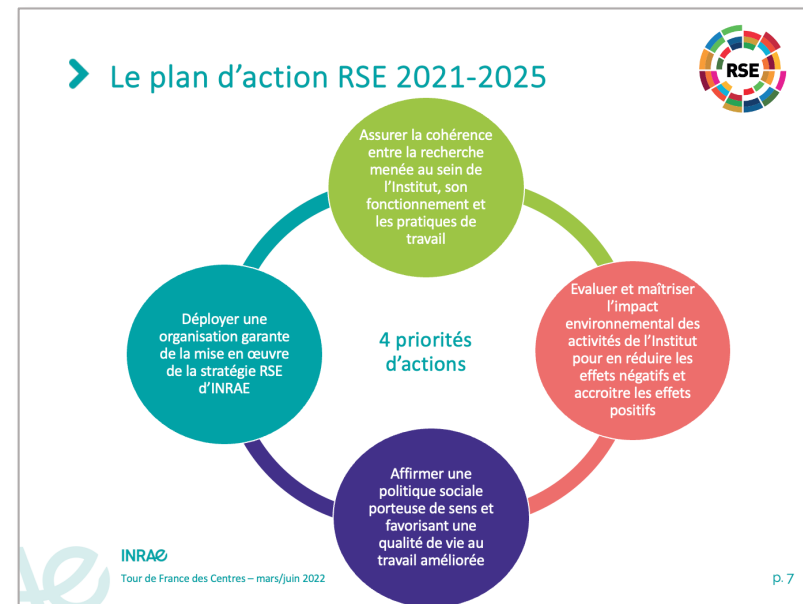 Le plan d'action RSE 2021-2025
RSE
Assurer la cohérence
entre la recherche
menée au sein de
l'Institut, son
fonctionnement et
les pratiques de
travail
Evaluer et maîtriser
l'impact
environnemental des
activités de l'Institut
pour en réduire les
effets négatifs et
accroitre les effets
positifs
Déployer une
organisation garante
de la mise en œuvre
de la stratégie RSE
d'INRAE
4 priorités
d'actions
Affirmer une
politique sociale
porteuse de sens et
favorisant une
qualité de vie au
travail améliorée
INRAE
Tour de France des Centres – mars/juin 2022
p. 7